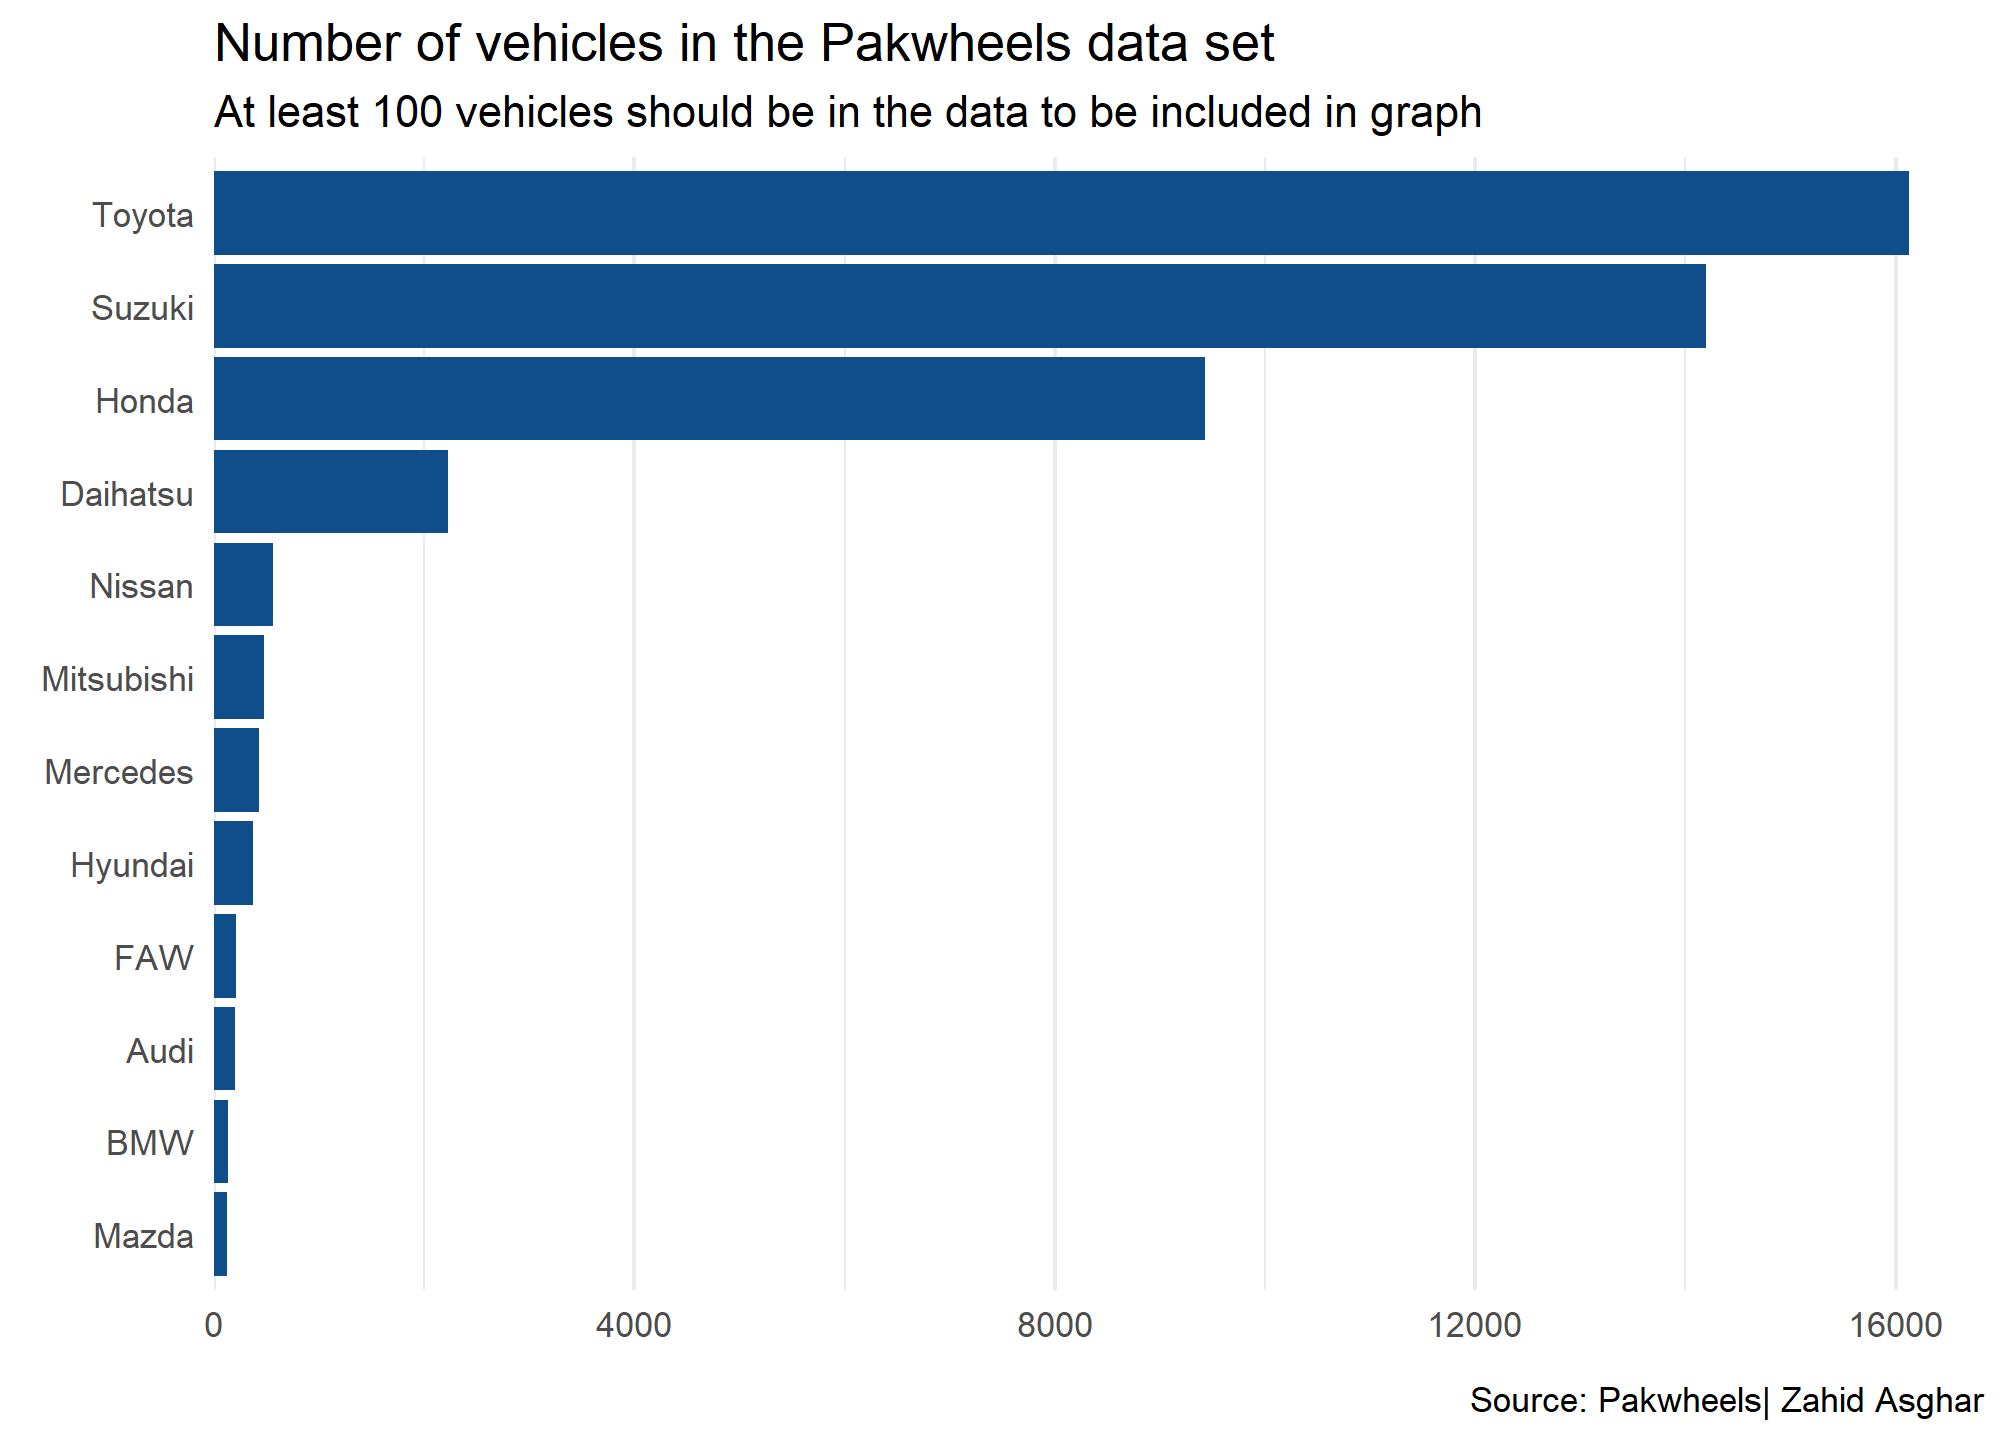 Number of vehicles in the Pakwheels data set
At least 100 vehicles should be in the data to be included in graph
Toyota
Suzuki
Honda
Daihatsu
Nissan
Mitsubishi
Mercedes
Hyundai
FAW
Audi
BMW
Mazda
0 4000 8000 12000 16000
Source: Pakwheels| Zahid Asghar